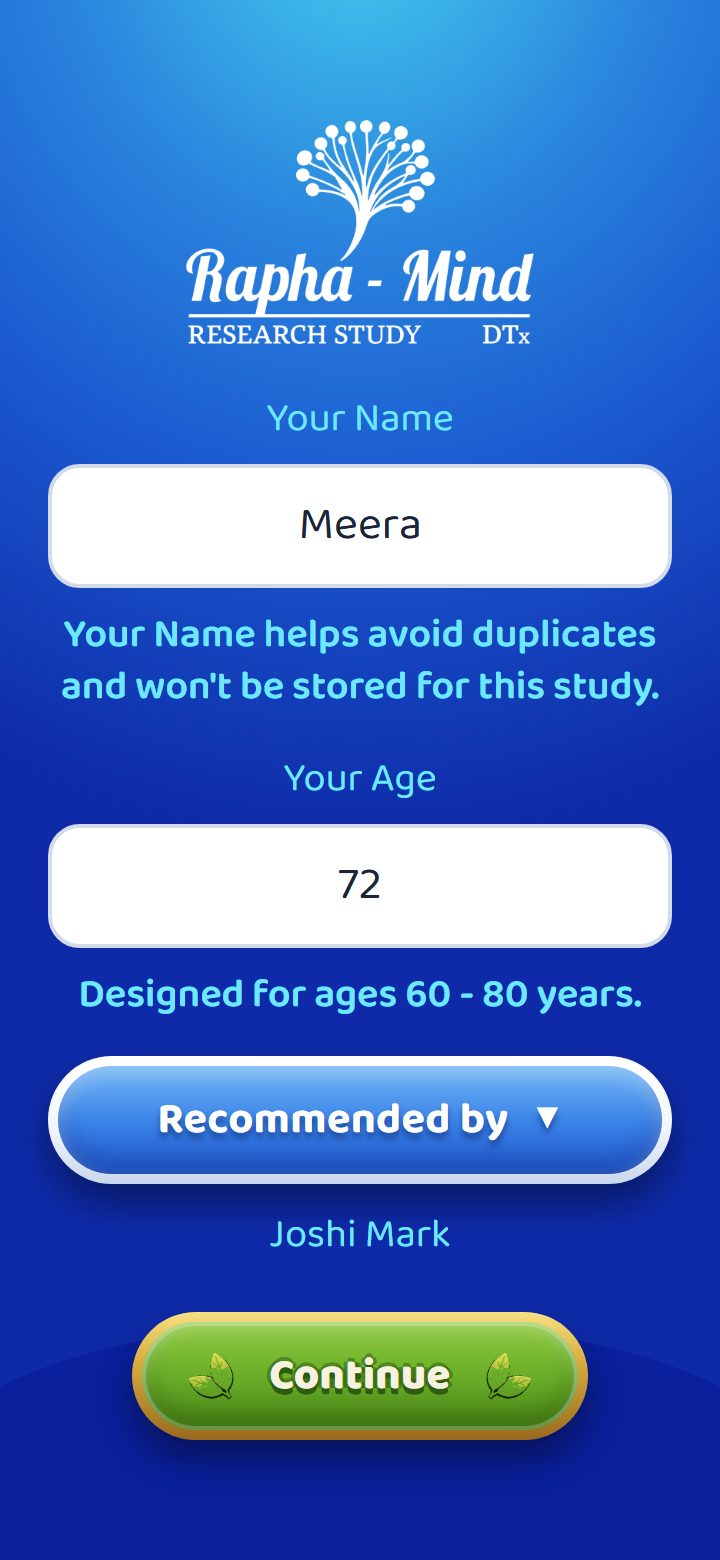 Rapha - Mind
RESEARCH STUDY DTx
Your Name
Meera
Your Name helps avoid duplicates
and won't be stored for this study.
Your Age
72
Designed for ages 60 - 80 years.
Recommended by ▼
Joshi Mark
Continue